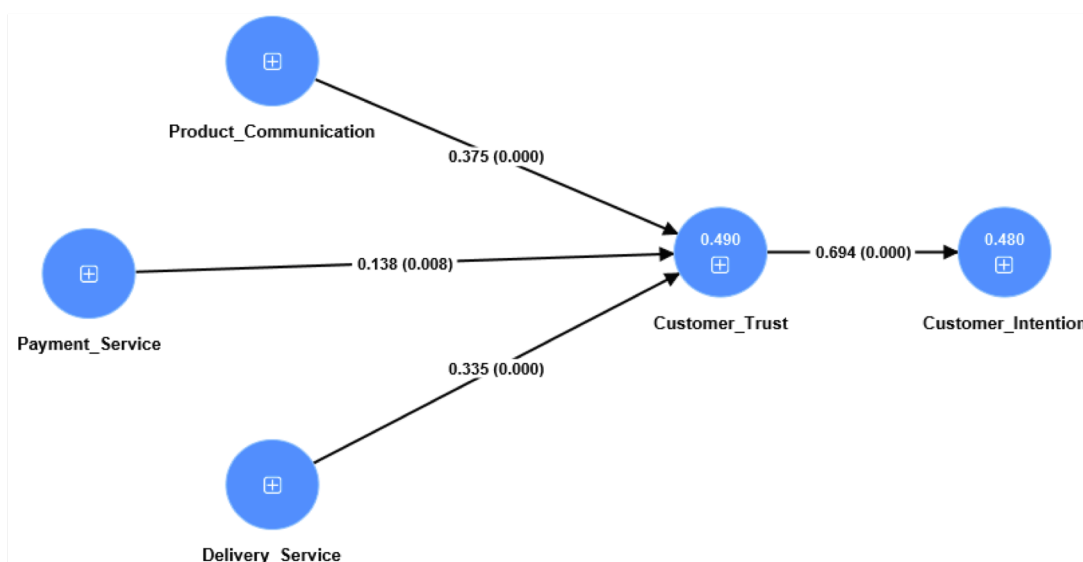 Product_Communication
0.375 (0.000)
0.490
0.694 (0.000)
0.480
0.138 (0.008)
Customer_Trust
Customer_Intention
Payment_Service
0.335 (0.000)
Delivery_Service